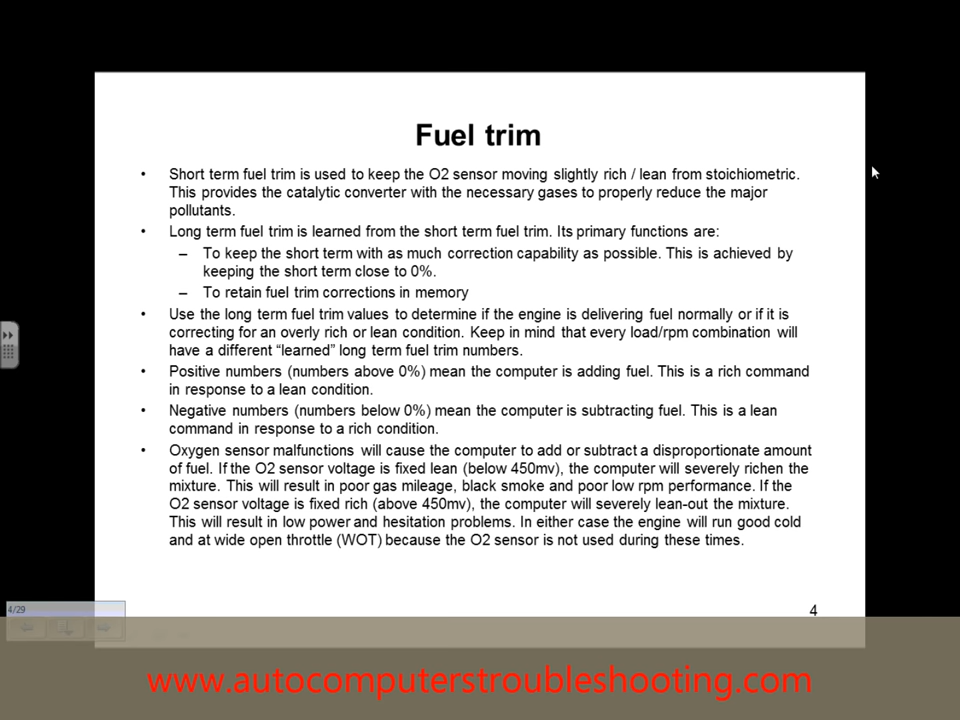 Fuel trim
• Short term fuel trim is used to keep the O2 sensor moving slightly rich / lean from stoichiometric.
This provides the catalytic converter with the necessary gases to properly reduce the major
pollutants.
• Long term fuel trim is learned from the short term fuel trim. Its primary functions are:
– To keep the short term with as much correction capability as possible. This is achieved by
keeping the short term close to 0%.
– To retain fuel trim corrections in memory
• Use the long term fuel trim values to determine if the engine is delivering fuel normally or if it is
correcting for an overly rich or lean condition. Keep in mind that every load/rpm combination will
have a different “learned” long term fuel trim numbers.
• Positive numbers (numbers above 0%) mean the computer is adding fuel. This is a rich command
in response to a lean condition.
• Negative numbers (numbers below 0%) mean the computer is subtracting fuel. This is a lean
command in response to a rich condition.
• Oxygen sensor malfunctions will cause the computer to add or subtract a disproportionate amount
of fuel. If the O2 sensor voltage is fixed lean (below 450mv), the computer will severely richen the
mixture. This will result in poor gas mileage, black smoke and poor low rpm performance. If the
O2 sensor voltage is fixed rich (above 450mv), the computer will severely lean-out the mixture.
This will result in low power and hesitation problems. In either case the engine will run good cold
and at wide open throttle (WOT) because the O2 sensor is not used during these times.
4/29
4
www.autocomputerstroubleshooting.com